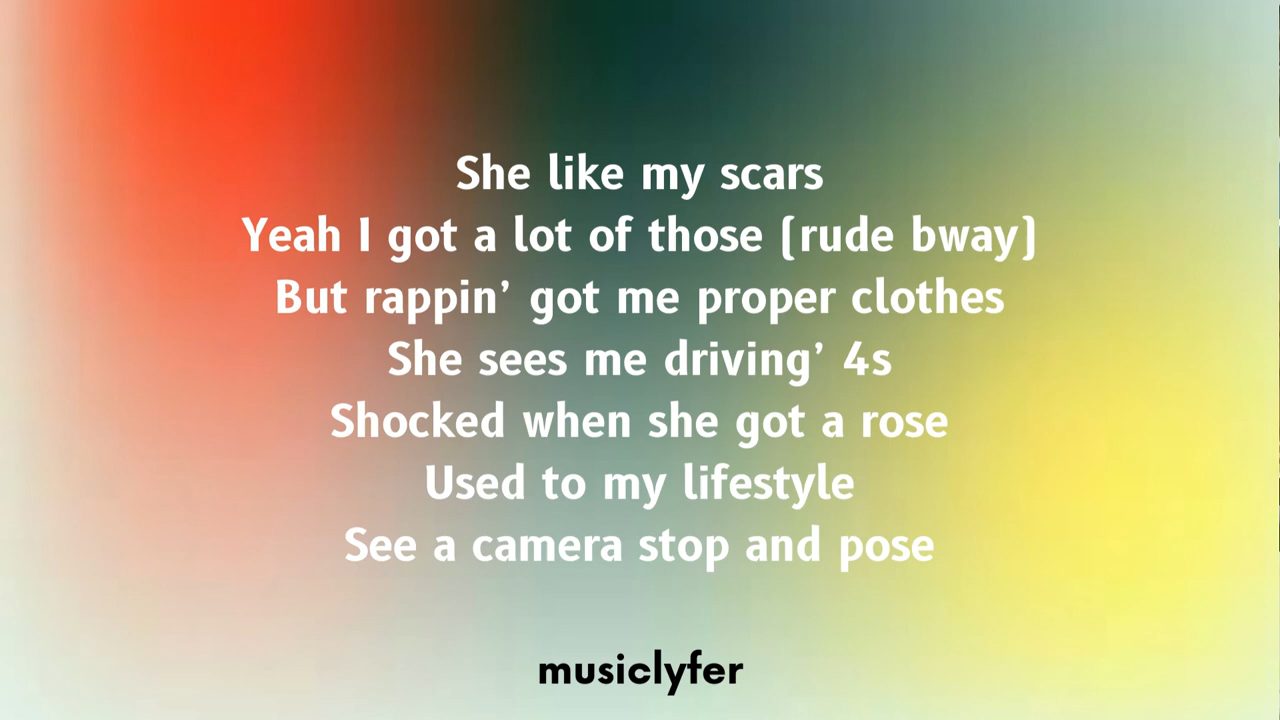 She like my scars
Yeah I got a lot of those (rude bway)
But rappin’ got me proper clothes
She sees me driving’ 4s
Shocked when she got a rose
Used to my lifestyle
See a camera stop and pose
musiclyfer